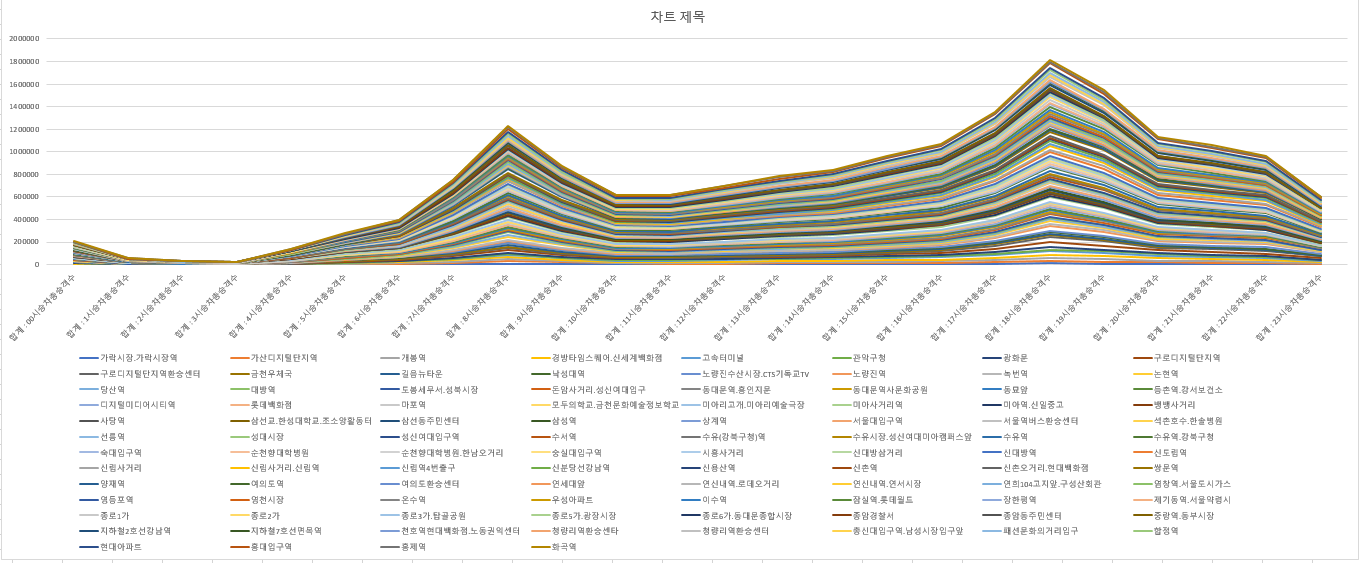 차트 제목
2000000
1800000
1600000
1400000
1200000
1000000
800000
600000
400000
200000
0
합계 : 00시승차총승객수
합계 : 1시승차총승객수
합계 : 2시승차총승객수
합계 : 3시승차총승객수
합계 : 4시승차총승객수
합계 : 5시승차총승객수
합계 : 6시승차총승객수
합계 : 7시승차총승객수
합계 : 8시승차총승객수
합계 : 9시승차총승객수
합계 : 10시승차총승객수
합계 : 11시승차총승객수
합계 : 12시승차총승객수
합계 : 13시승차총승객수
합계 : 14시승차총승객수
합계 : 15시승차총승객수
합계 : 16시승차총승객수
합계 : 17시승차총승객수
합계 : 18시승차총승객수
합계 : 19시승차총승객수
합계 : 20시승차총승객수
합계 : 21시승차총승객수
합계 : 22시승차총승객수
합계 : 23시승차총승객수
가락시장.가락시장역 가산디지털단지역 개봉역 경방타임스퀘어.신세계백화점 고속터미널 관악구청 광화문 구로디지털단지역
구로디지털단지역환승센터 금천우체국 길음뉴타운 낙성대역 노량진수산시장.CTS기독교TV 노량진역 녹번역 논현역
당산역 대방역 도봉세무서.성북시장 돈암사거리.성신여대입구 동대문역.흥인지문 동대문역사문화공원 동묘앞 등촌역.강서보건소
디지털미디어시티역 롯데백화점 마포역 모두의학교.금천문화예술정보학교 미아리고개.미아리예술극장 미아사거리역 미아역.신일중고 뱅뱅사거리
사당역 삼선교.한성대학교.조소앙활동터 삼선동주민센터 삼성역 상계역 서울대입구역 서울역버스환승센터 석촌호수.한솔병원
선릉역 성대시장 성신여대입구역 수서역 수유(강북구청)역 수유시장.성신여대미아캠퍼스앞 수유역 수유역.강북구청
숙대입구역 순천향대학병원 순천향대학병원.한남오거리 숭실대입구역 시흥사거리 신대방삼거리 신대방역 신도림역
신림사거리 신림사거리.신림역 신림역4번출구 신분당선강남역 신용산역 신촌역 신촌오거리.현대백화점 쌍문역
양재역 여의도역 여의도환승센터 연세대앞 연신내역.로데오거리 연신내역.연서시장 연희104고지앞.구성산회관 염창역.서울도시가스
영등포역 영천시장 온수역 우성아파트 이수역 잠실역.롯데월드 장한평역 제기동역.서울약령시
종로1가 종로2가 종로3가.탑골공원 종로5가.광장시장 종로6가.동대문종합시장 종암경찰서 종암동주민센터 중랑역.동부시장
지하철2호선강남역 지하철7호선면목역 천호역현대백화점.노동권익센터 청량리역환승센타 청량리역환승센터 총신대입구역.남성시장입구앞 패션문화의거리입구 합정역
현대아파트 홍대입구역 홍제역 화곡역